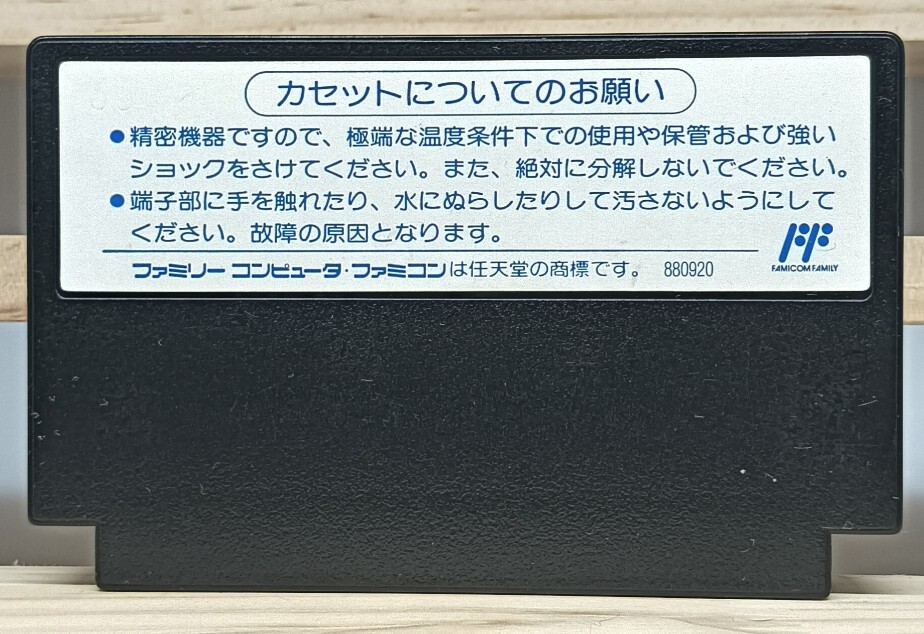 カセットについてのお願い
●精密機器ですので、極端な温度条件下での使用や保管および強い
ショックをさけてください。また、絶対に分解しないでください。
●端子部に手を触れたり、水にぬらしたりして汚さないようにして
ください。故障の原因となります。
ファミリー コンピュータ・ファミコンは任天堂の商標です。 880920
FAMICOM FAMILY